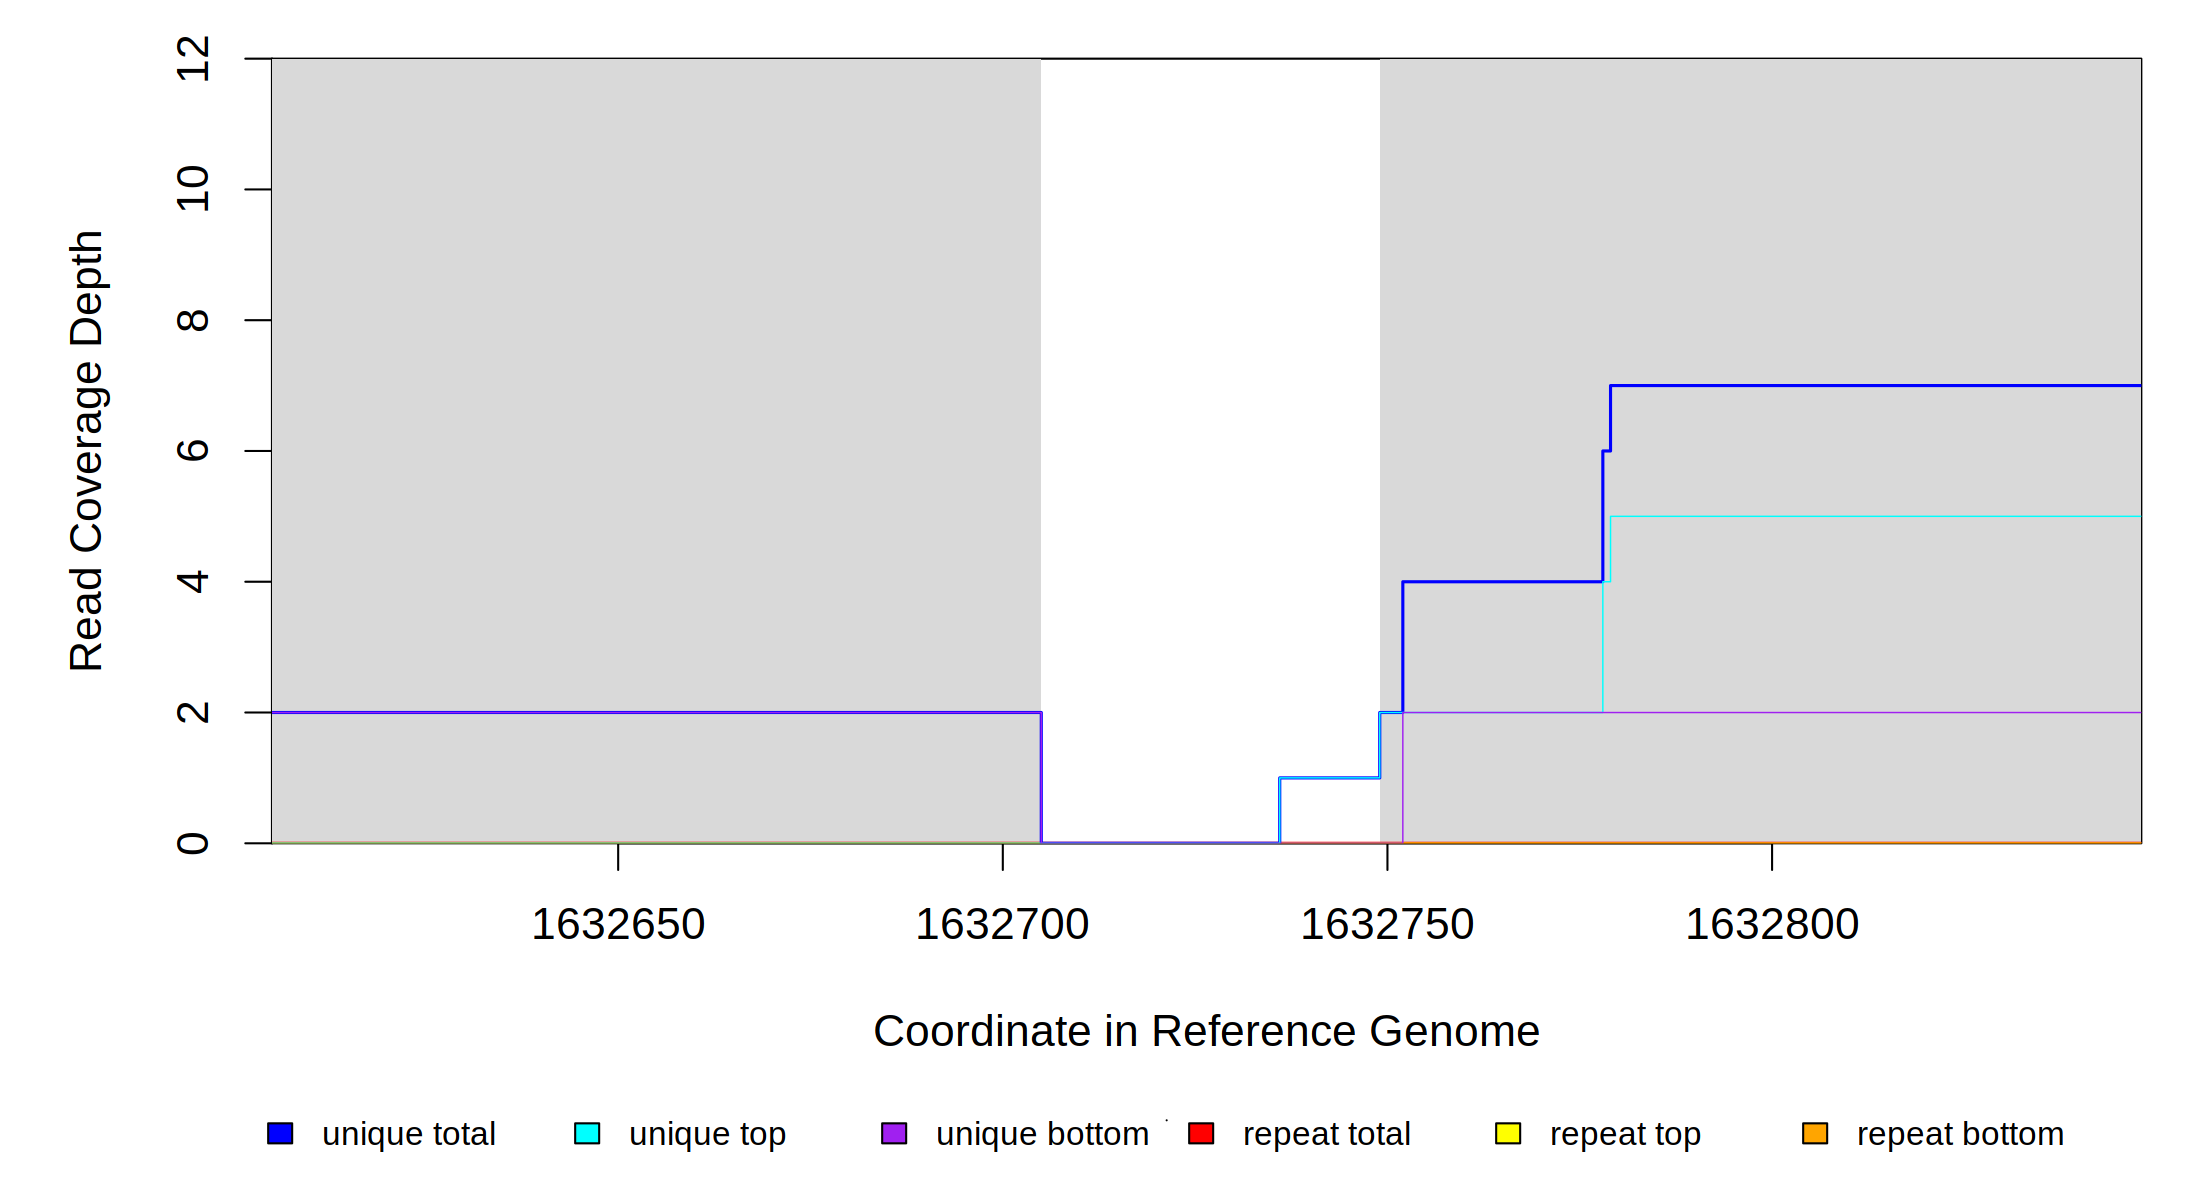 12
10
8
6
4
2
0
Read Coverage Depth
1632650 1632700 1632750 1632800
Coordinate in Reference Genome
unique total unique top unique bottom repeat total repeat top repeat bottom